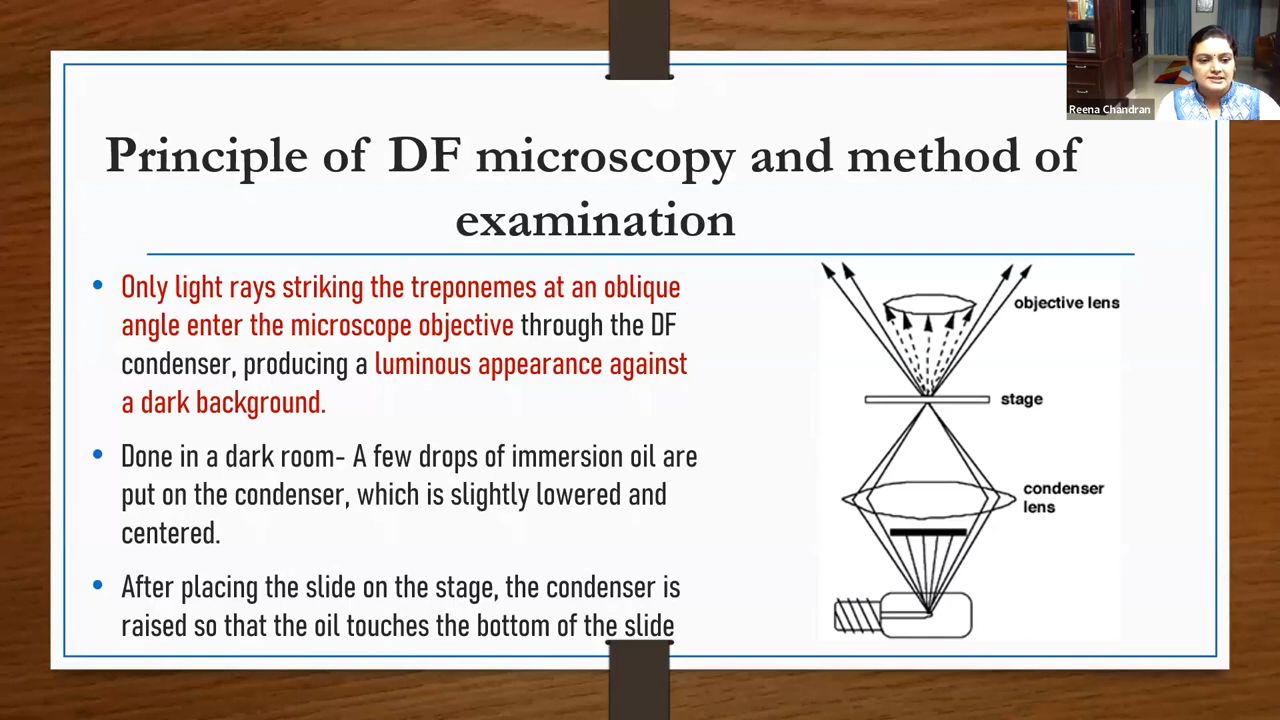 Reena Chandran
Principle of DF microscopy and method of
examination
• Only light rays striking the treponemes at an oblique
angle enter the microscope objective through the DF
condenser, producing a luminous appearance against
a dark background.
• Done in a dark room- A few drops of immersion oil are
put on the condenser, which is slightly lowered and
centered.
• After placing the slide on the stage, the condenser is
raised so that the oil touches the bottom of the slide
objective lens
stage
condenser
lens